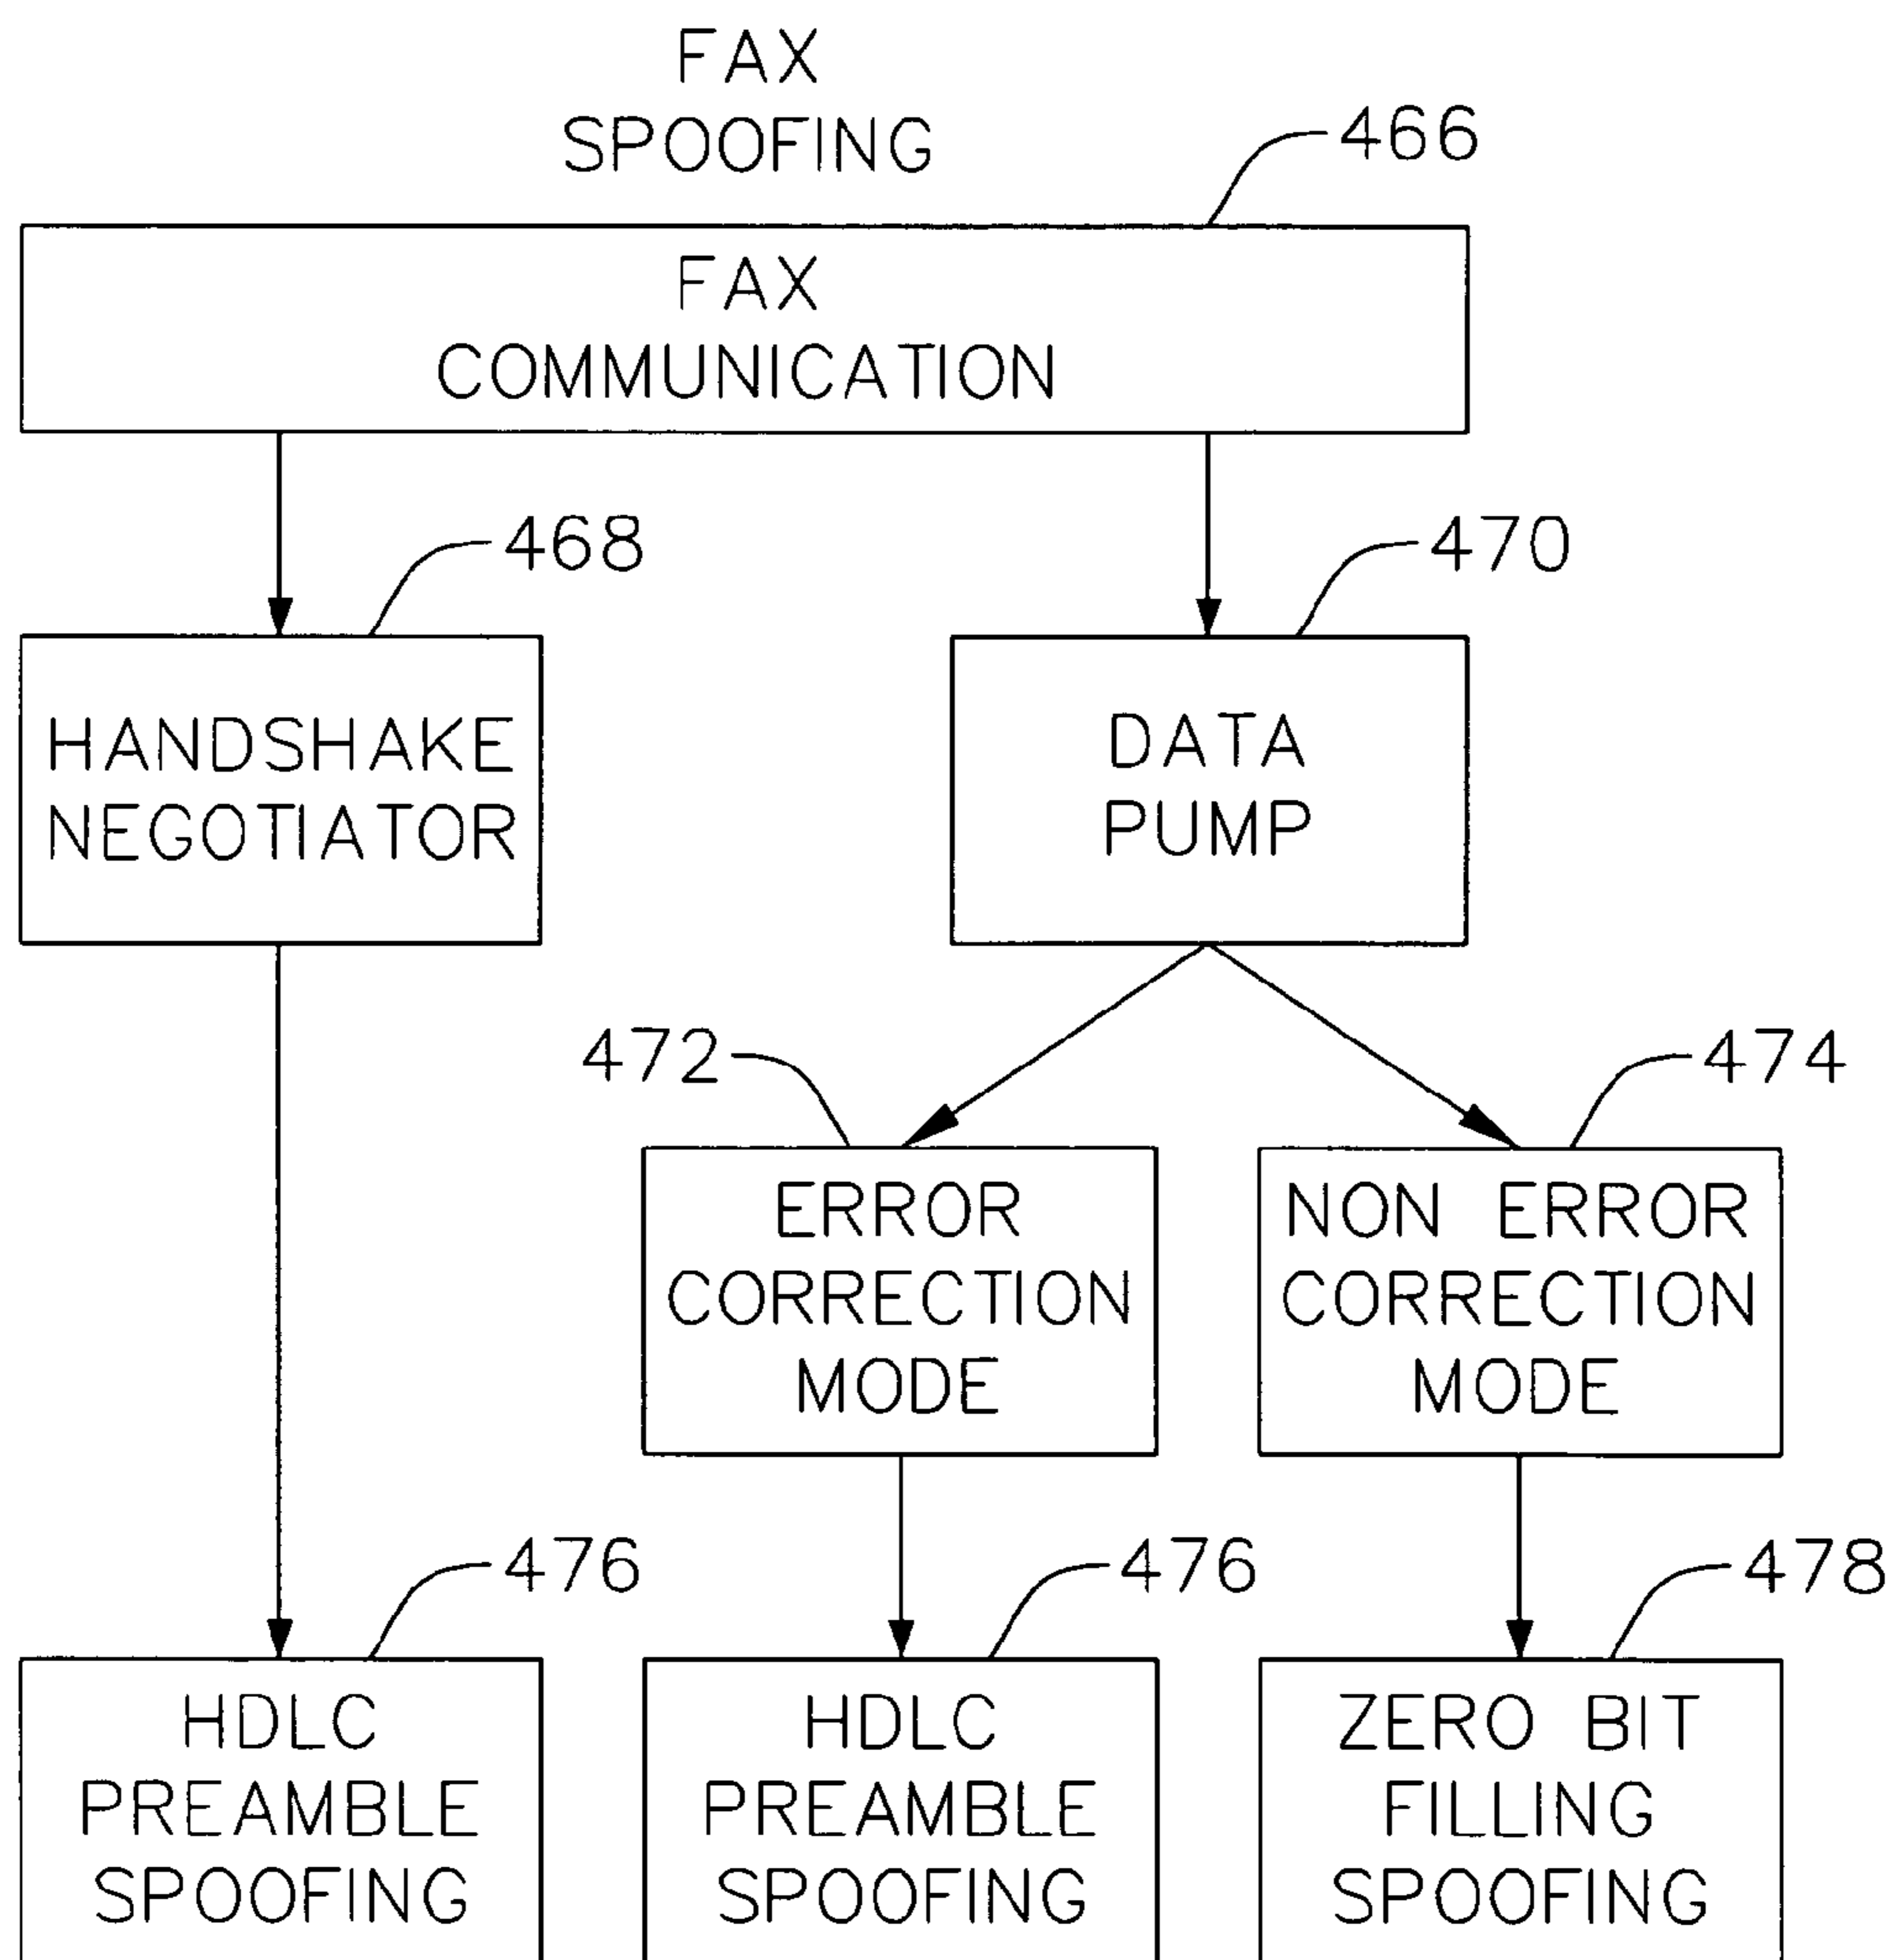 FAX
SPOOFING
466
FAX
COMMUNICATION
468
470
HANDSHAKE
NEGOTIATOR
DATA
PUMP
472
474
ERROR
CORRECTION
MODE
NON ERROR
CORRECTION
MODE
476
476
478
HDLC
PREAMBLE
SPOOFING
HDLC
PREAMBLE
SPOOFING
ZERO BIT
FILLING
SPOOFING